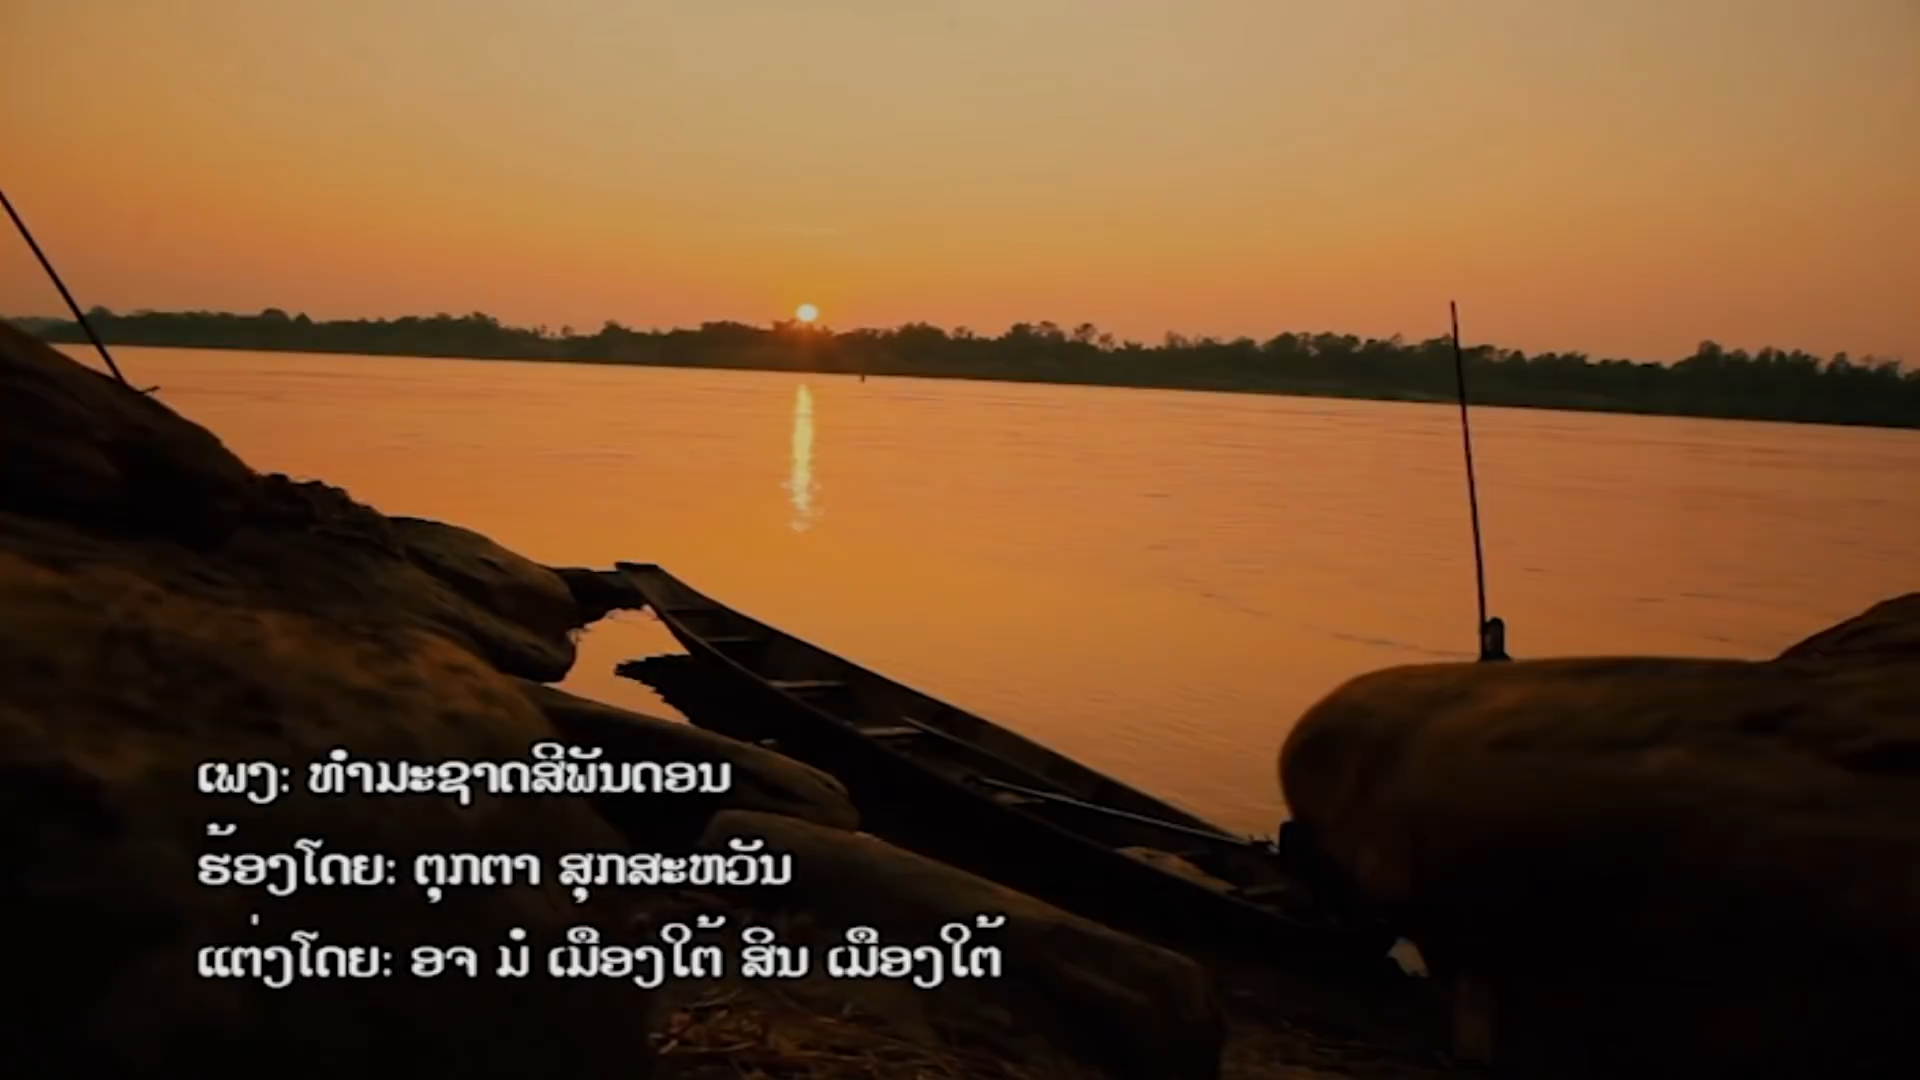 ເພງ: ທຳມະຊາດສີພັນດອນ
ຮ້ອງໂດຍ: ຕຸກຕາ ສຸກສະຫວັນ
ແຕ່ງໂດຍ: ອຈ ມໍ ເມືອງໃຕ້ ສິນ ເມືອງໃຕ້